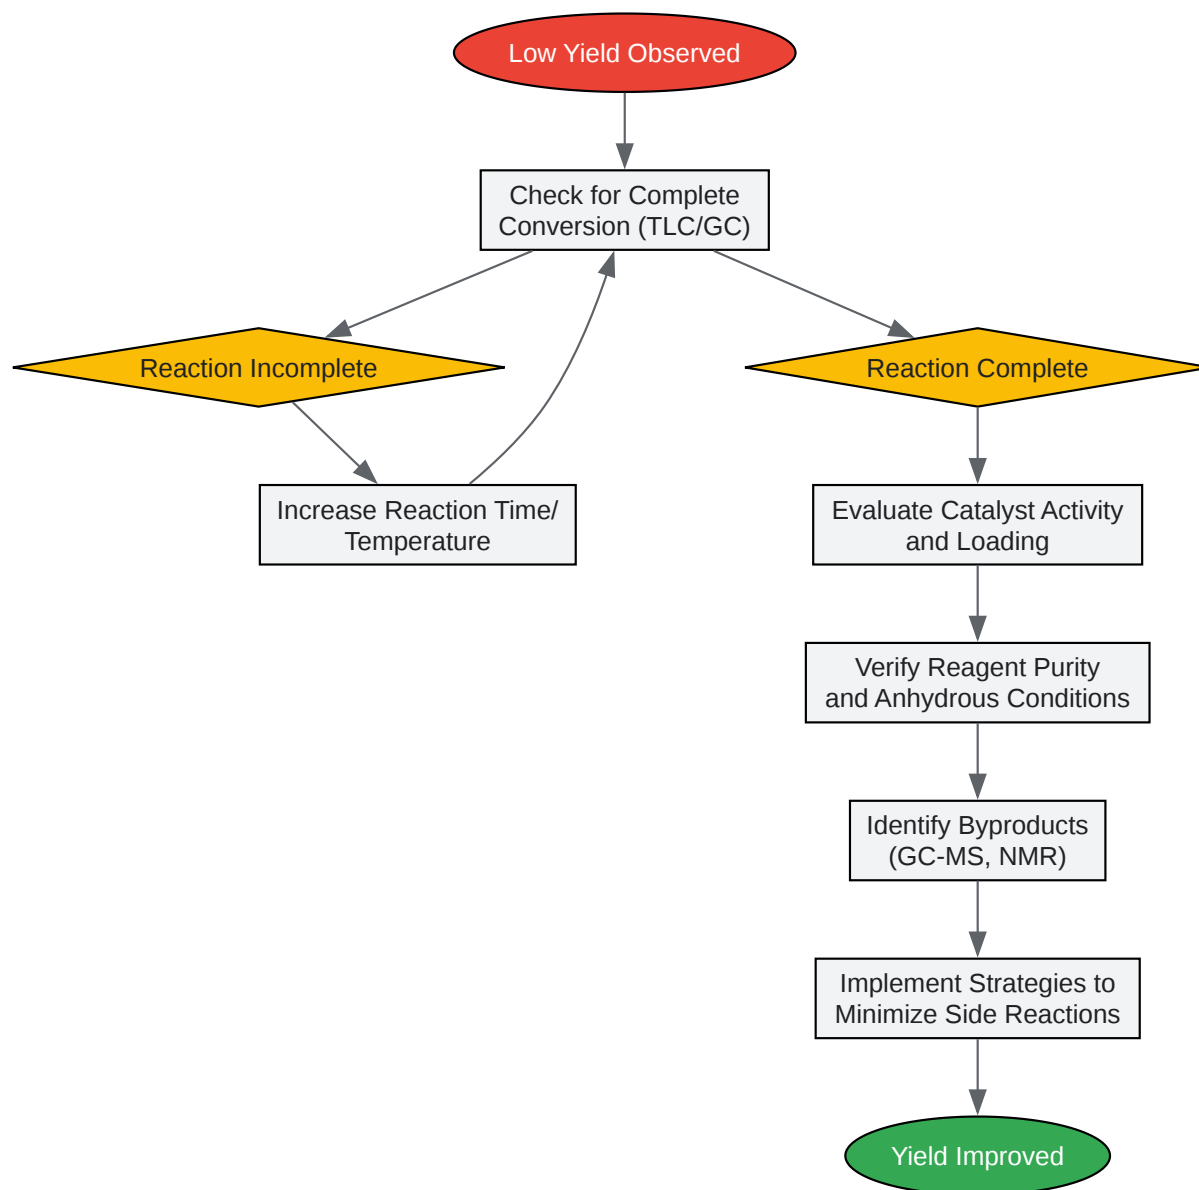 Low Yield Observed
Check for Complete
Conversion (TLC/GC)
Reaction Incomplete
Reaction Complete
Increase Reaction Time/
Temperature
Evaluate Catalyst Activity
and Loading
Verify Reagent Purity
and Anhydrous Conditions
Identify Byproducts
(GC-MS, NMR)
Implement Strategies to
Minimize Side Reactions
Yield Improved